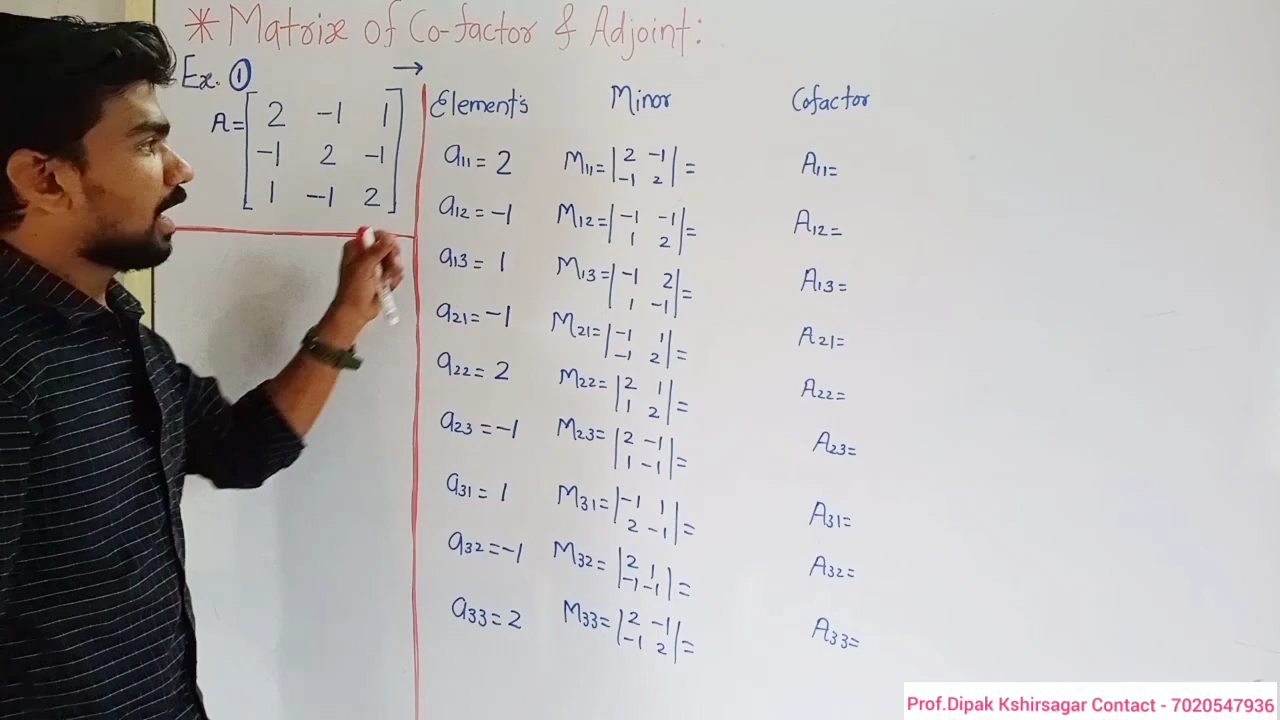 * Matrix of Co-factor & Adjoint:
Ex. ① →
A = [ 2 -1 1
-1 2 -1
1 -1 2 ]
Element's Minor Cofactor
a11 = 2 M11 = | 2 -1 | =
| -1 2 | A11=
a12 = -1 M12 = | -1 -1 | =
| 1 2 | A12=
a13 = 1 M13 = | -1 2 | =
| 1 -1 | A13=
a21 = -1 M21 = | -1 1 | =
| -1 2 | A21=
a22 = 2 M22 = | 2 1 | =
| 1 2 | A22=
a23 = -1 M23 = | 2 -1 | =
| 1 -1 | A23=
a31 = 1 M31 = | -1 1 | =
| 2 -1 | A31=
a32 = -1 M32 = | 2 1 | =
| -1 -1 | A32=
a33 = 2 M33 = | 2 -1 | =
| -1 2 | A33=
Prof.Dipak Kshirsagar Contact - 7020547936